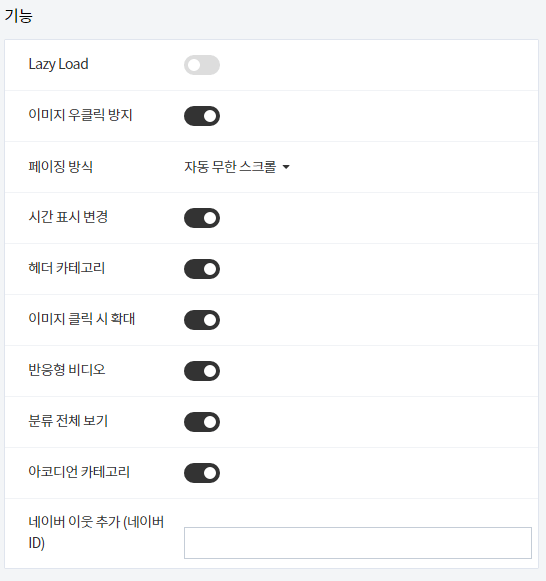 기능
Lazy Load
이미지 우클릭 방지
페이징 방식
자동 무한 스크롤
시간 표시 변경
헤더 카테고리
이미지 클릭 시 확대
반응형 비디오
분류 전체 보기
아코디언 카테고리
네이버 이웃 추가 (네이버
ID)